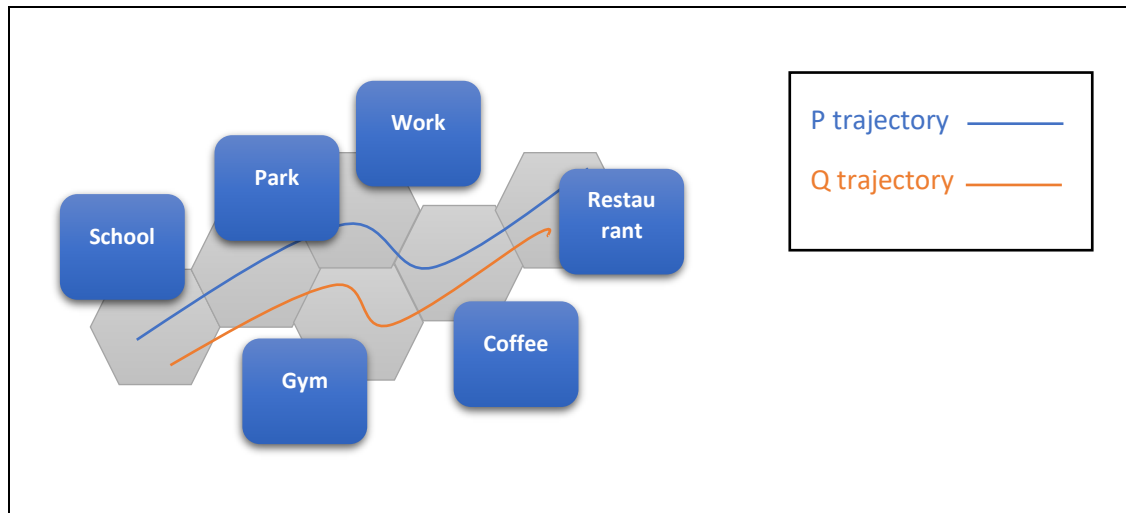 Work
Park
School
Restau
rant
Coffee
Gym
P trajectory
Q trajectory